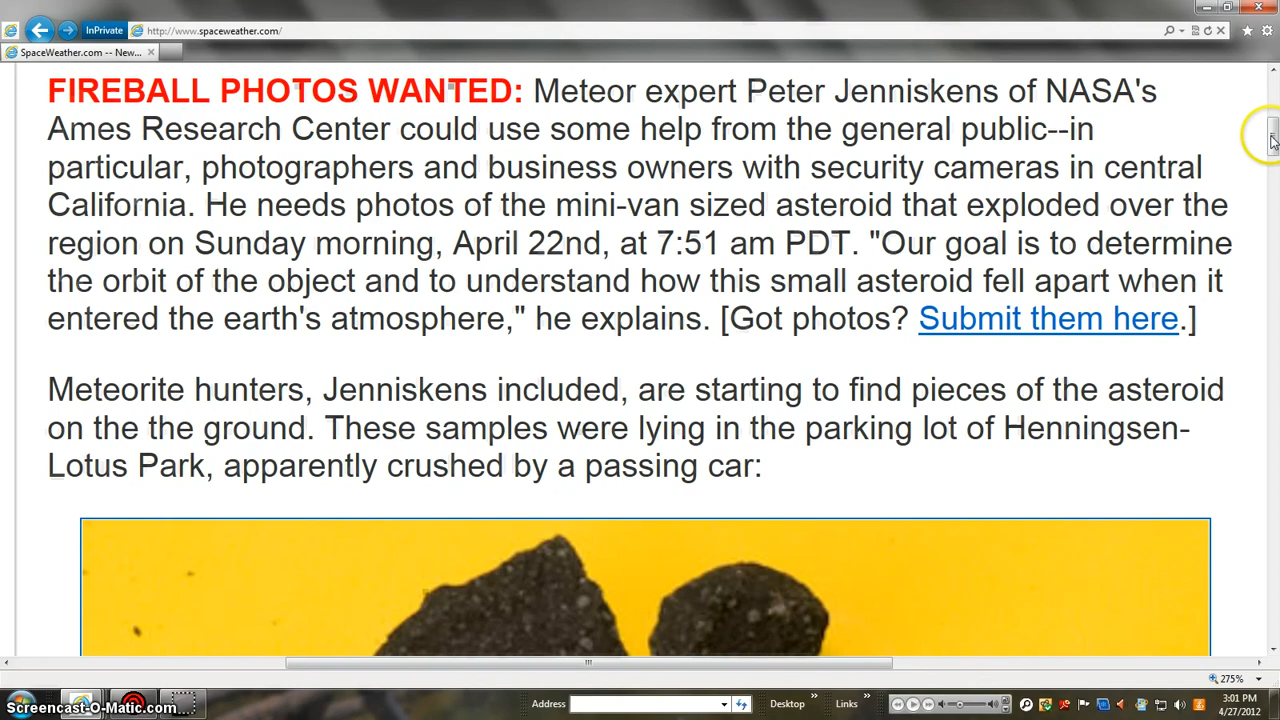 InPrivate
http://www.spaceweather.com/
SpaceWeather.com -- New...
FIREBALL PHOTOS WANTED: Meteor expert Peter Jenniskens of NASA's
Ames Research Center could use some help from the general public--in
particular, photographers and business owners with security cameras in central
California. He needs photos of the mini-van sized asteroid that exploded over the
region on Sunday morning, April 22nd, at 7:51 am PDT. "Our goal is to determine
the orbit of the object and to understand how this small asteroid fell apart when it
entered the earth's atmosphere," he explains. [Got photos? Submit them here.]
Meteorite hunters, Jenniskens included, are starting to find pieces of the asteroid
on the the ground. These samples were lying in the parking lot of Henningsen-
Lotus Park, apparently crushed by a passing car:
275%
Address
Desktop
Links
3:01 PM
4/27/2012
Screencast-O-Matic.com